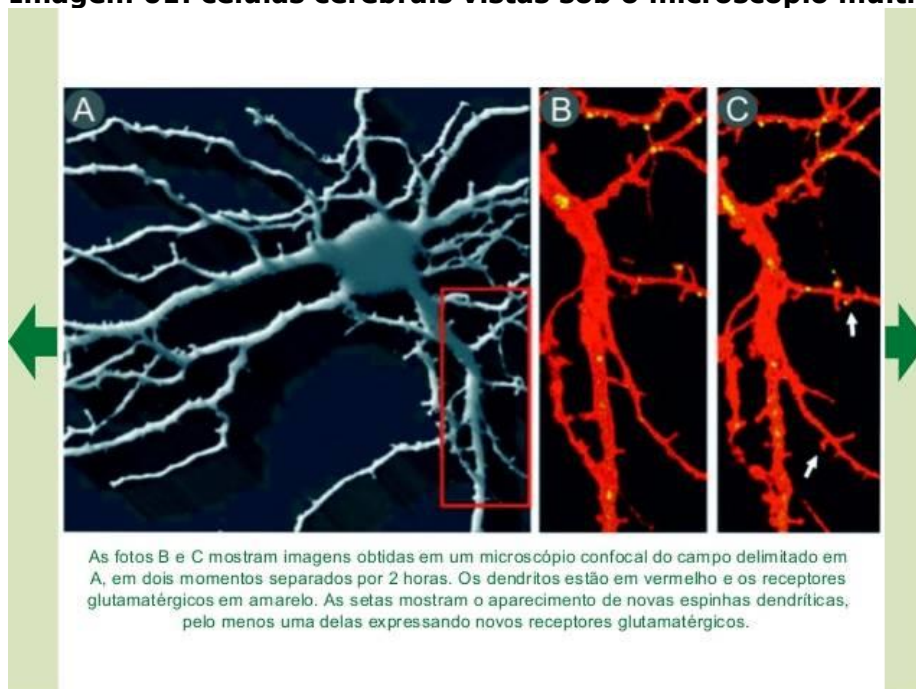 Imagem 01: células cerebrais vistas sob o microscópio
A
B
C
As fotos B e C mostram imagens obtidas em um microscópio confocal do campo delimitado em
A, em dois momentos separados por 2 horas. Os dendritos estão em vermelho e os receptores
glutamatérgicos em amarelo. As setas mostram o aparecimento de novas espinhas dendríticas,
pelo menos uma delas expressando novos receptores glutamatérgicos.